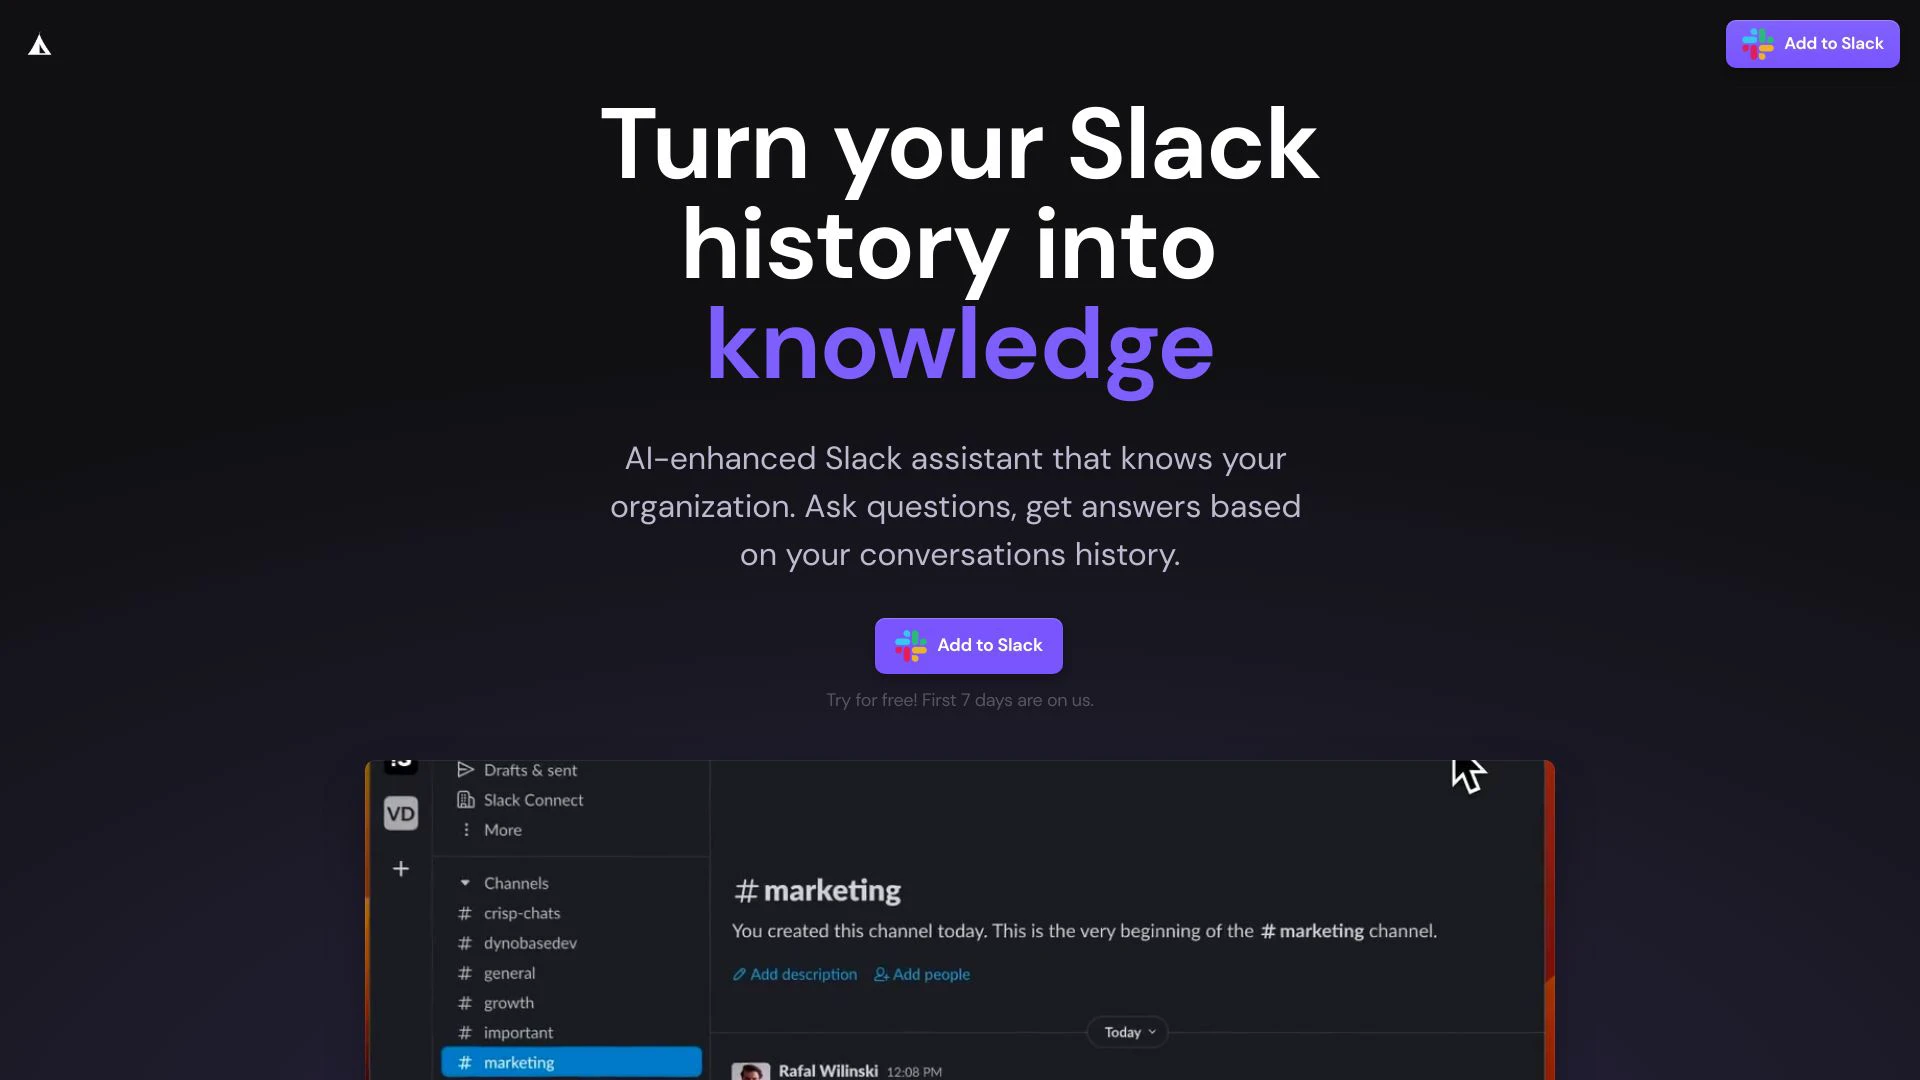 Add to Slack
Turn your Slack
history into
knowledge
AI-enhanced Slack assistant that knows your
organization. Ask questions, get answers based
on your conversations history.
Add to Slack
Try for free! First 7 days are on us.
VD
+
Drafts & sent
Slack Connect
More
Channels
# crisp-chats
# dynobasedev
# general
# growth
# important
# marketing
# marketing
You created this channel today. This is the very beginning of the # marketing channel.
Add description Add people
Today
Rafal Wilinski 12:08 PM